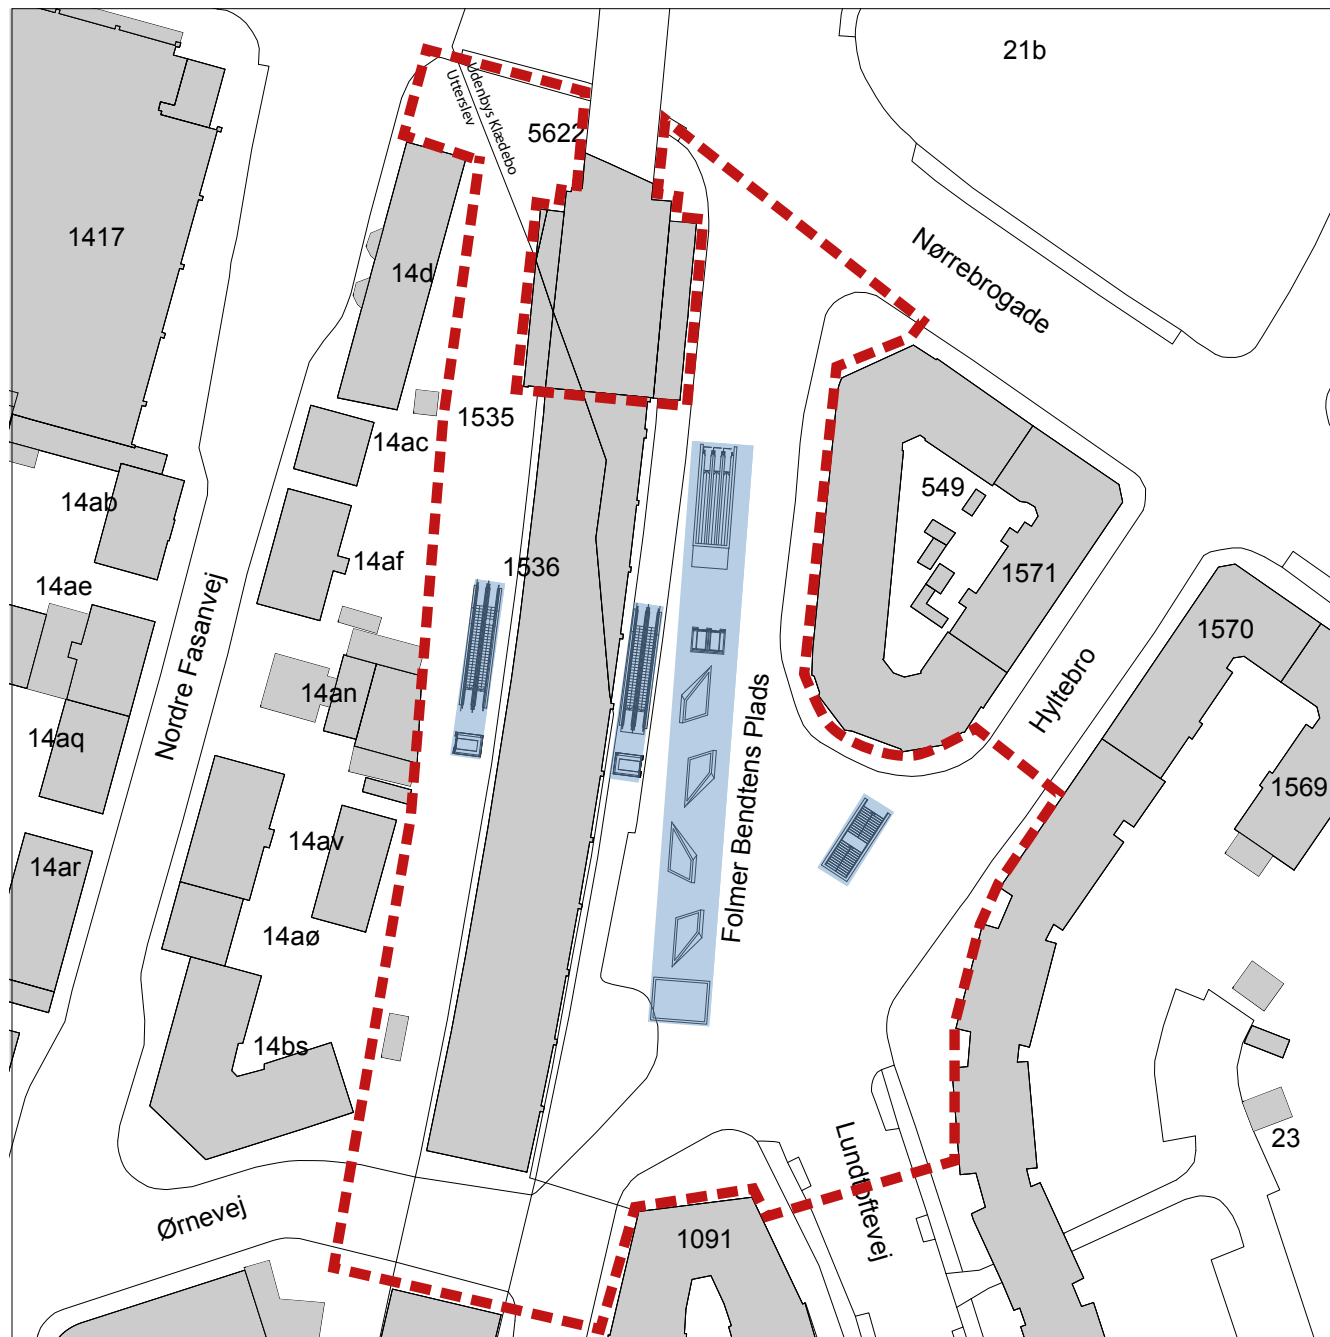 21b
Udenbys Klædebo
Utterslev
5622
1417
Nørrebrogade
14d
1535
14ac
549
14ab
14af
1536
1571
14ae
1570
Nordre Fasanvej
14an
Hyltebro
14aq
Folmer Bendtens Plads
1569
14av
14ar
14aø
14bs
23
Lundtoftevej
Ørnevej
1091